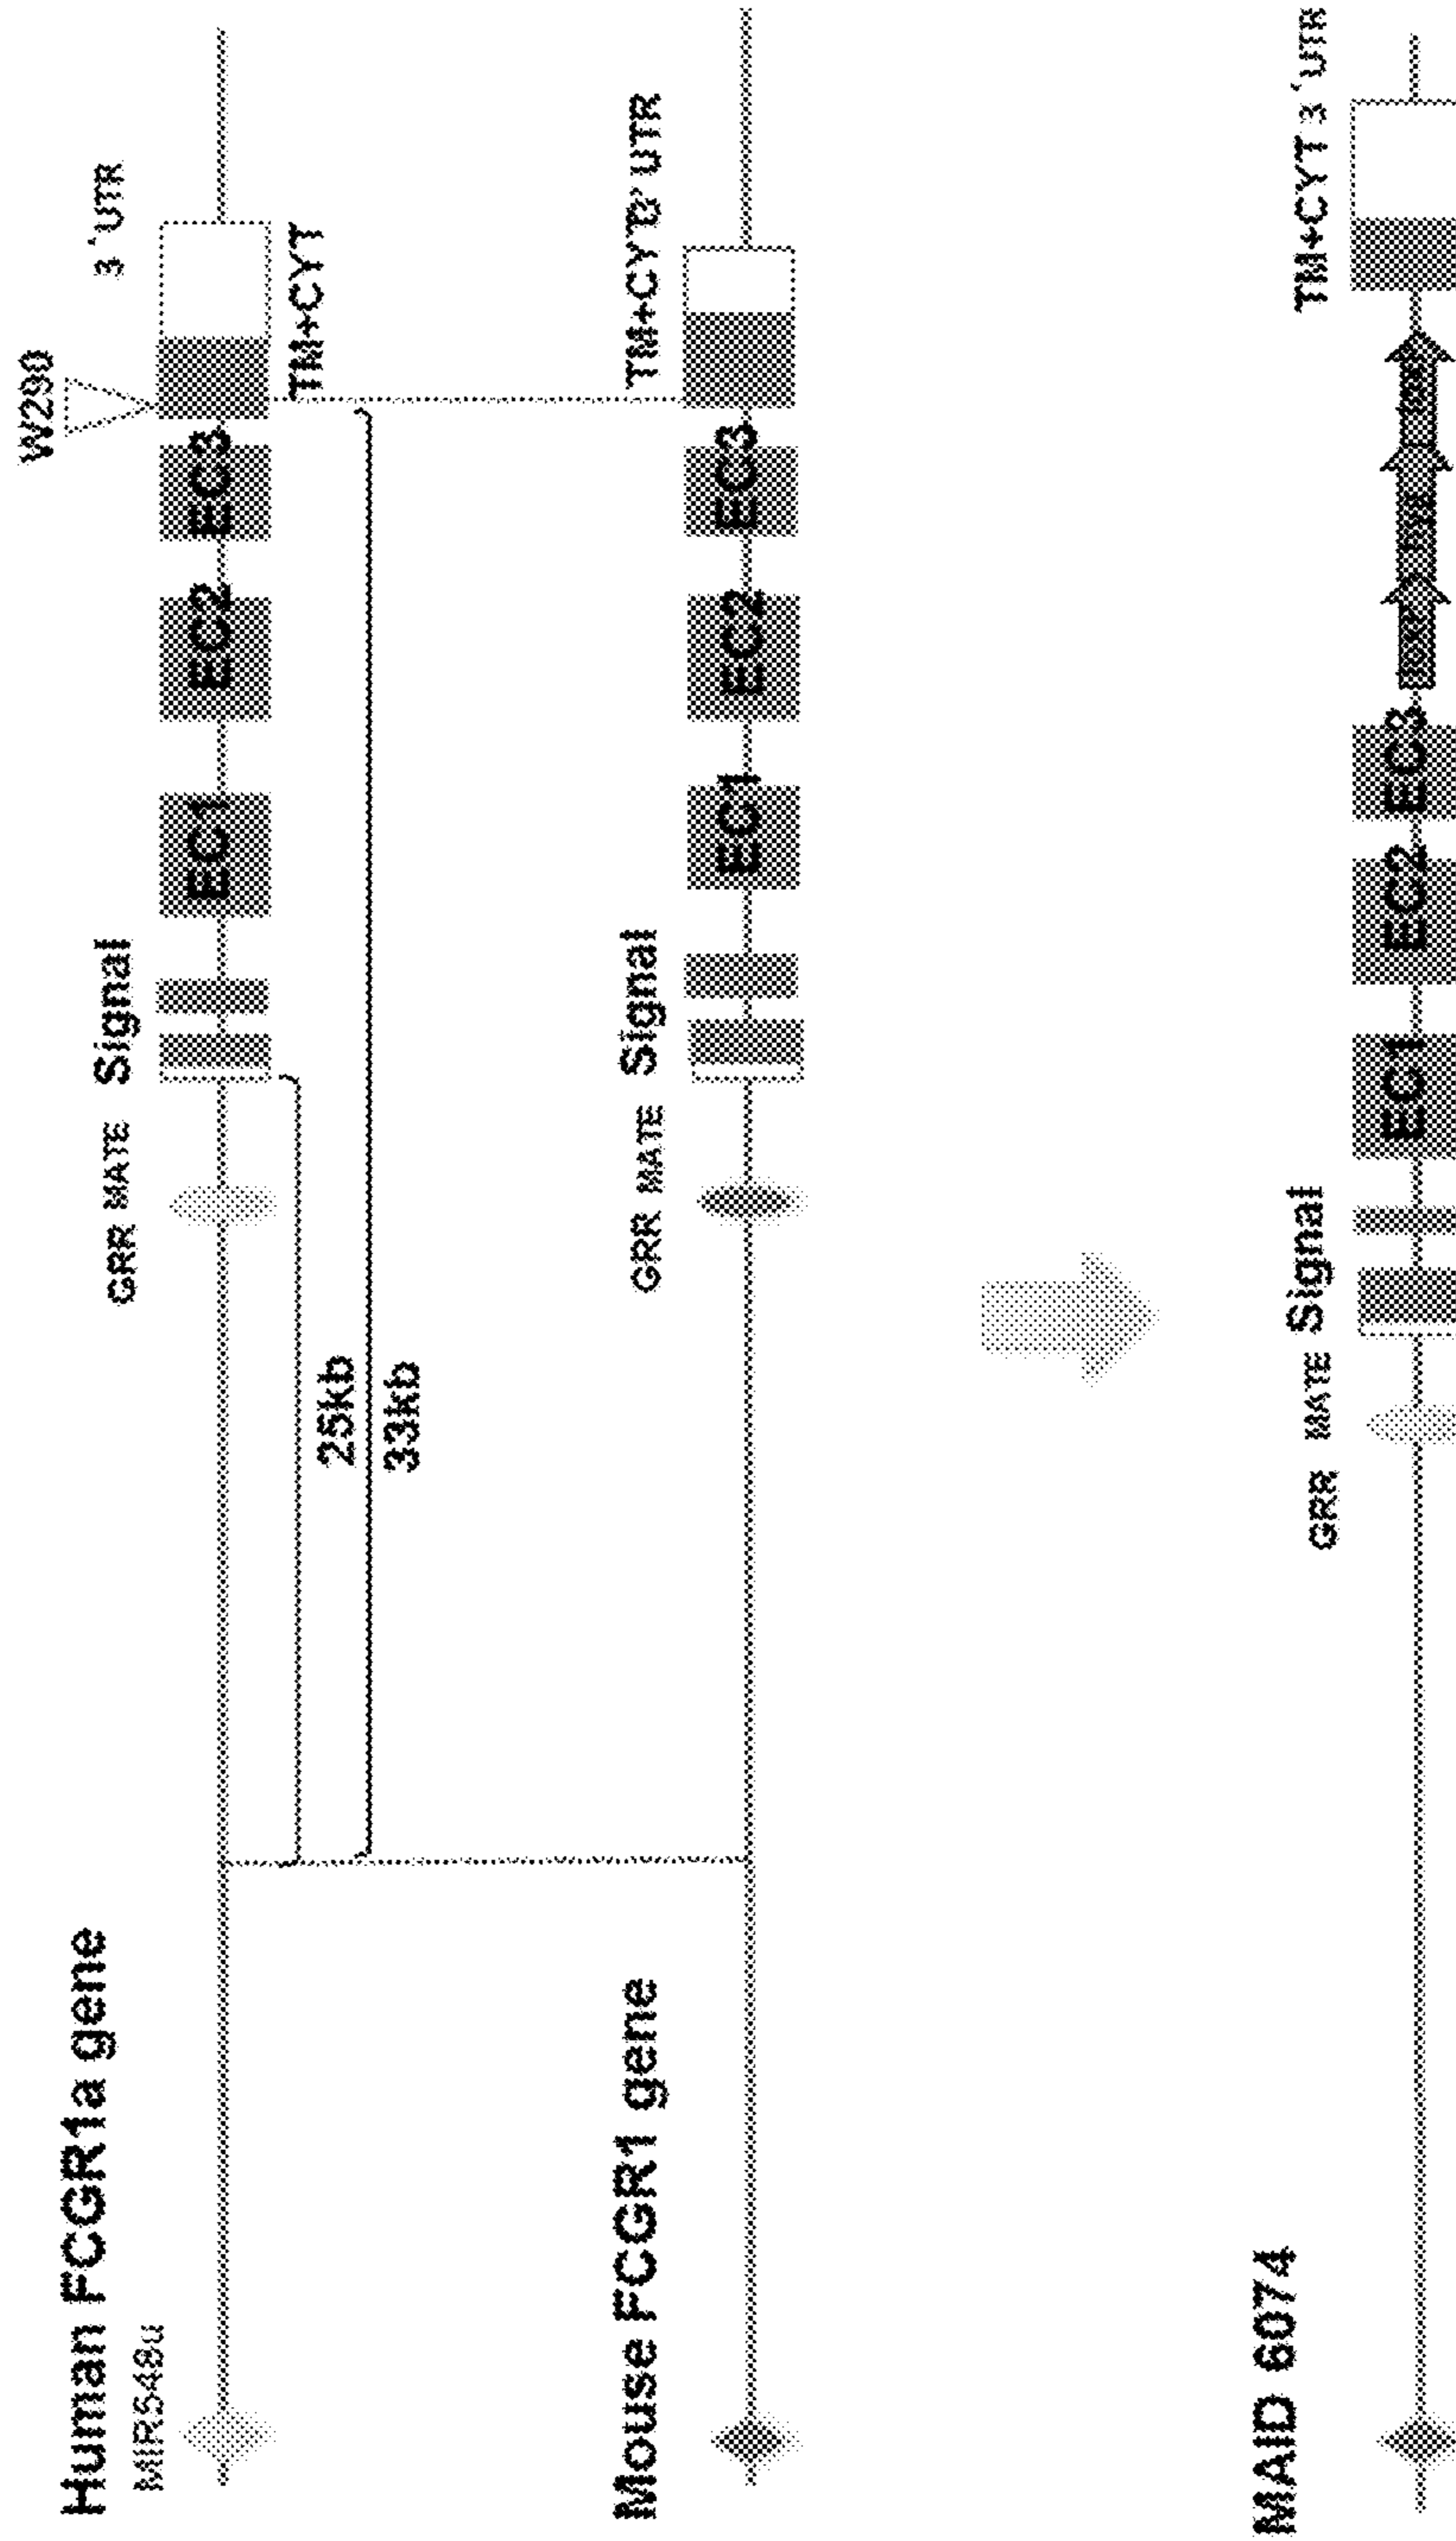 Human FCGR1a gene
MIR548u
GRR MATE Signal
EC1 EC2 EC3
W290
3 'UTR
TM+CYT
25kb
33kb
Mouse FCGR1 gene
GRR MATE Signal
EC1 EC2 EC3
TM+CYT3' UTR
MAID 6074
GRR MATE Signal
EC1 EC2 EC3
TM+CYT 3 'UTR